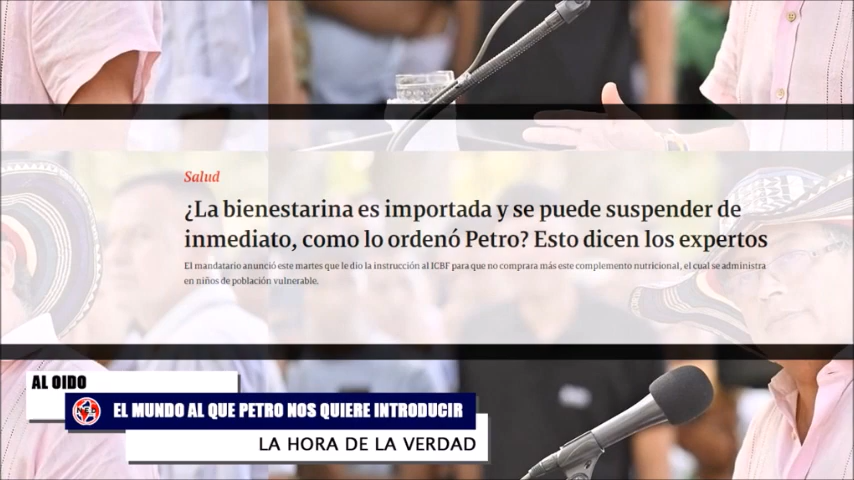 Salud
¿La bienestarina es importada y se puede suspender de
inmediato, como lo ordenó Petro? Esto dicen los expertos
El mandatario anunció este martes que le dio la instrucción al ICBF para que no comprara más este complemento nutricional, el cual se administra
en niños de población vulnerable.
AL OIDO
EL MUNDO AL QUE PETRO NOS QUIERE INTRODUCIR
LA HORA DE LA VERDAD